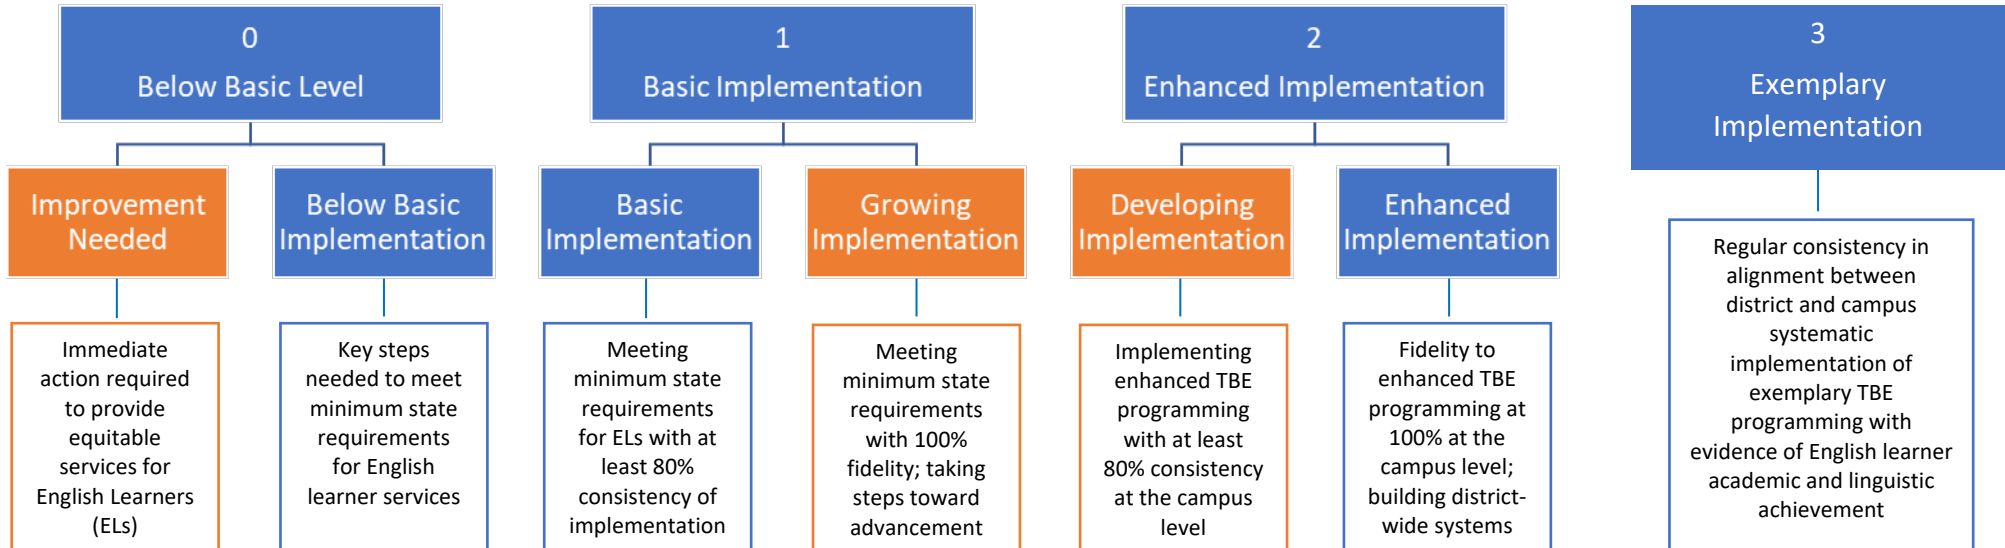 0
Below Basic Level
1
Basic Implementation
2
Enhanced Implementation
3
Exemplary
Implementation
Improvement
Needed
Below Basic
Implementation
Basic
Implementation
Growing
Implementation
Developing
Implementation
Enhanced
Implementation
Immediate
action required
to provide
equitable
services for
English Learners
(ELs)
Key steps
needed to meet
minimum state
requirements
for English
learner services
Meeting
minimum state
requirements
for ELs with at
least 80%
consistency of
implementation
Meeting
minimum state
requirements
with 100%
fidelity; taking
steps toward
advancement
Implementing
enhanced TBE
programming
with at least
80% consistency
at the campus
level
Fidelity to
enhanced TBE
programming at
100% at the
campus level;
building district-
wide systems
Regular consistency in
alignment between
district and campus
systematic
implementation of
exemplary TBE
programming with
evidence of English learner
academic and linguistic
achievement